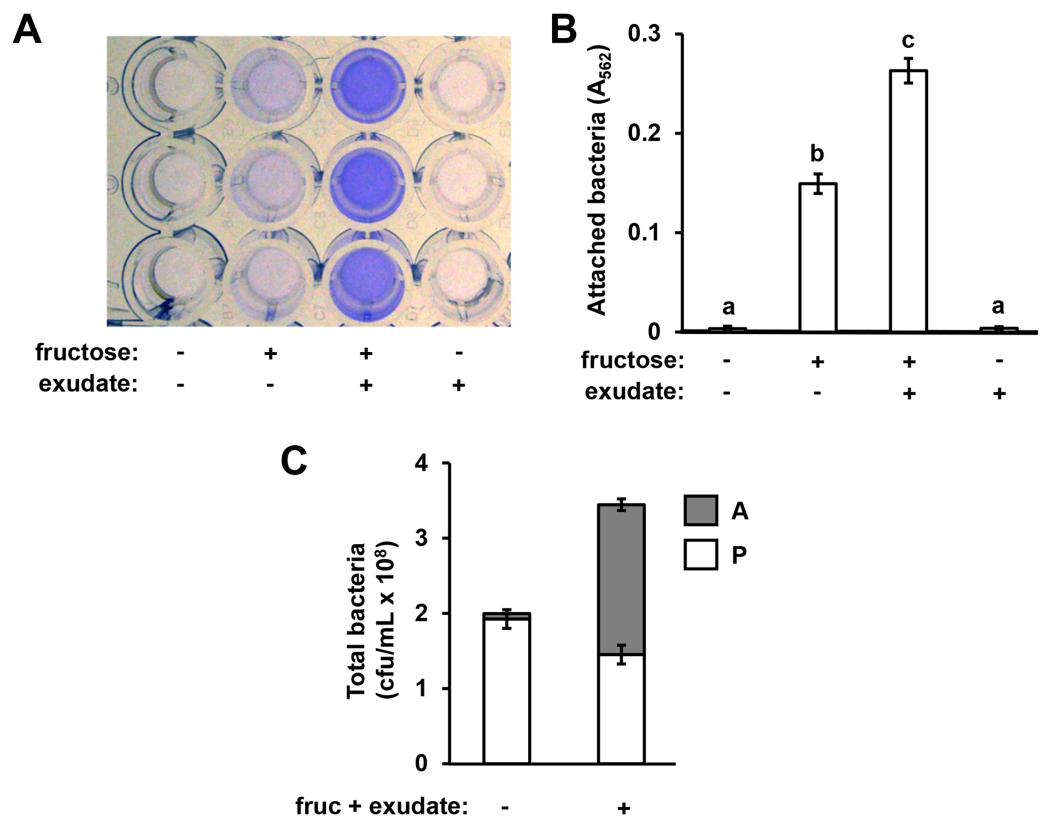 A
fructose: - + + -
exudate: - - + +
B
Attached bacteria (A562)
0.3
0.2
0.1
0
a
b
c
a
fructose: - + + -
exudate: - - + +
C
Total bacteria
(cfu/mL x 10⁸)
4
3
2
1
0
A
P
fruc + exudate: - +